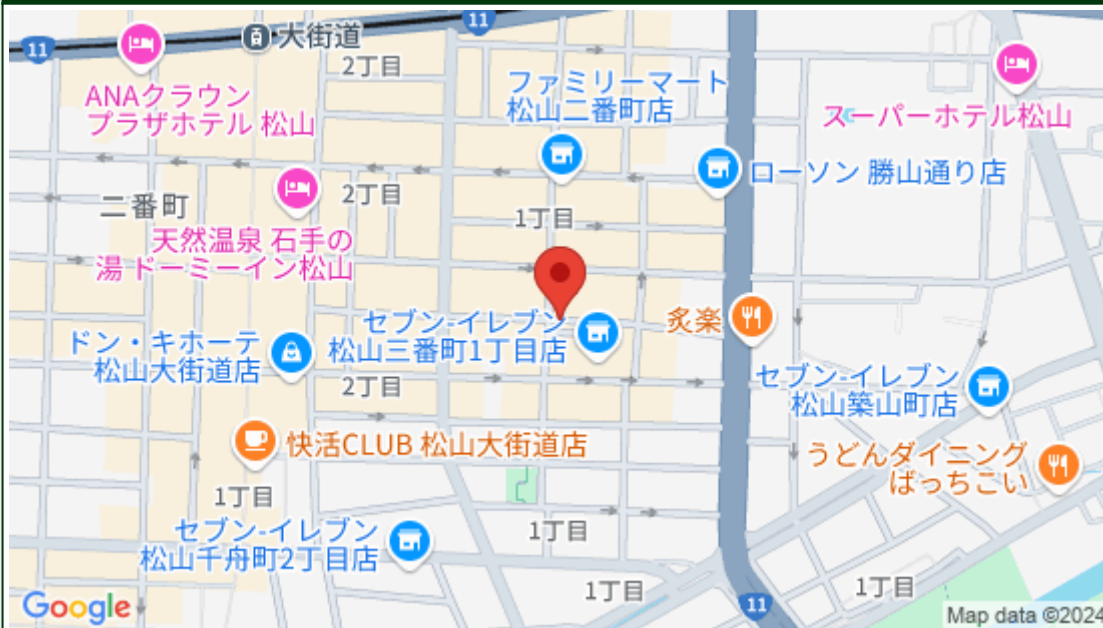 11
大街道
11
2丁目
ANAクラウン
プラザホテル 松山
ファミリーマート
松山二番町店
スーパーホテル松山
ローソン 勝山通り店
二番町
2丁目
1丁目
天然温泉 石手の
湯 ドーミーイン松山
セブン-イレブン
松山三番町1丁目店
炙楽
ドン・キホーテ
松山大街道店
2丁目
セブン-イレブン
松山築山町店
快活CLUB 松山大街道店
うどんダイニング
ばっちこい
1丁目
セブン-イレブン
松山千舟町2丁目店
1丁目
1丁目
1丁目
11
Google
Map data ©2024